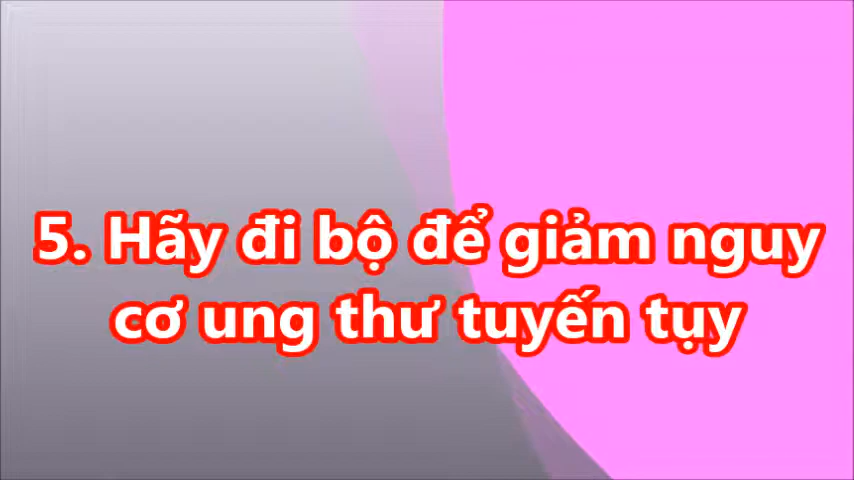 5. Hãy đi bộ để giảm nguy
cơ ung thư tuyến tụy